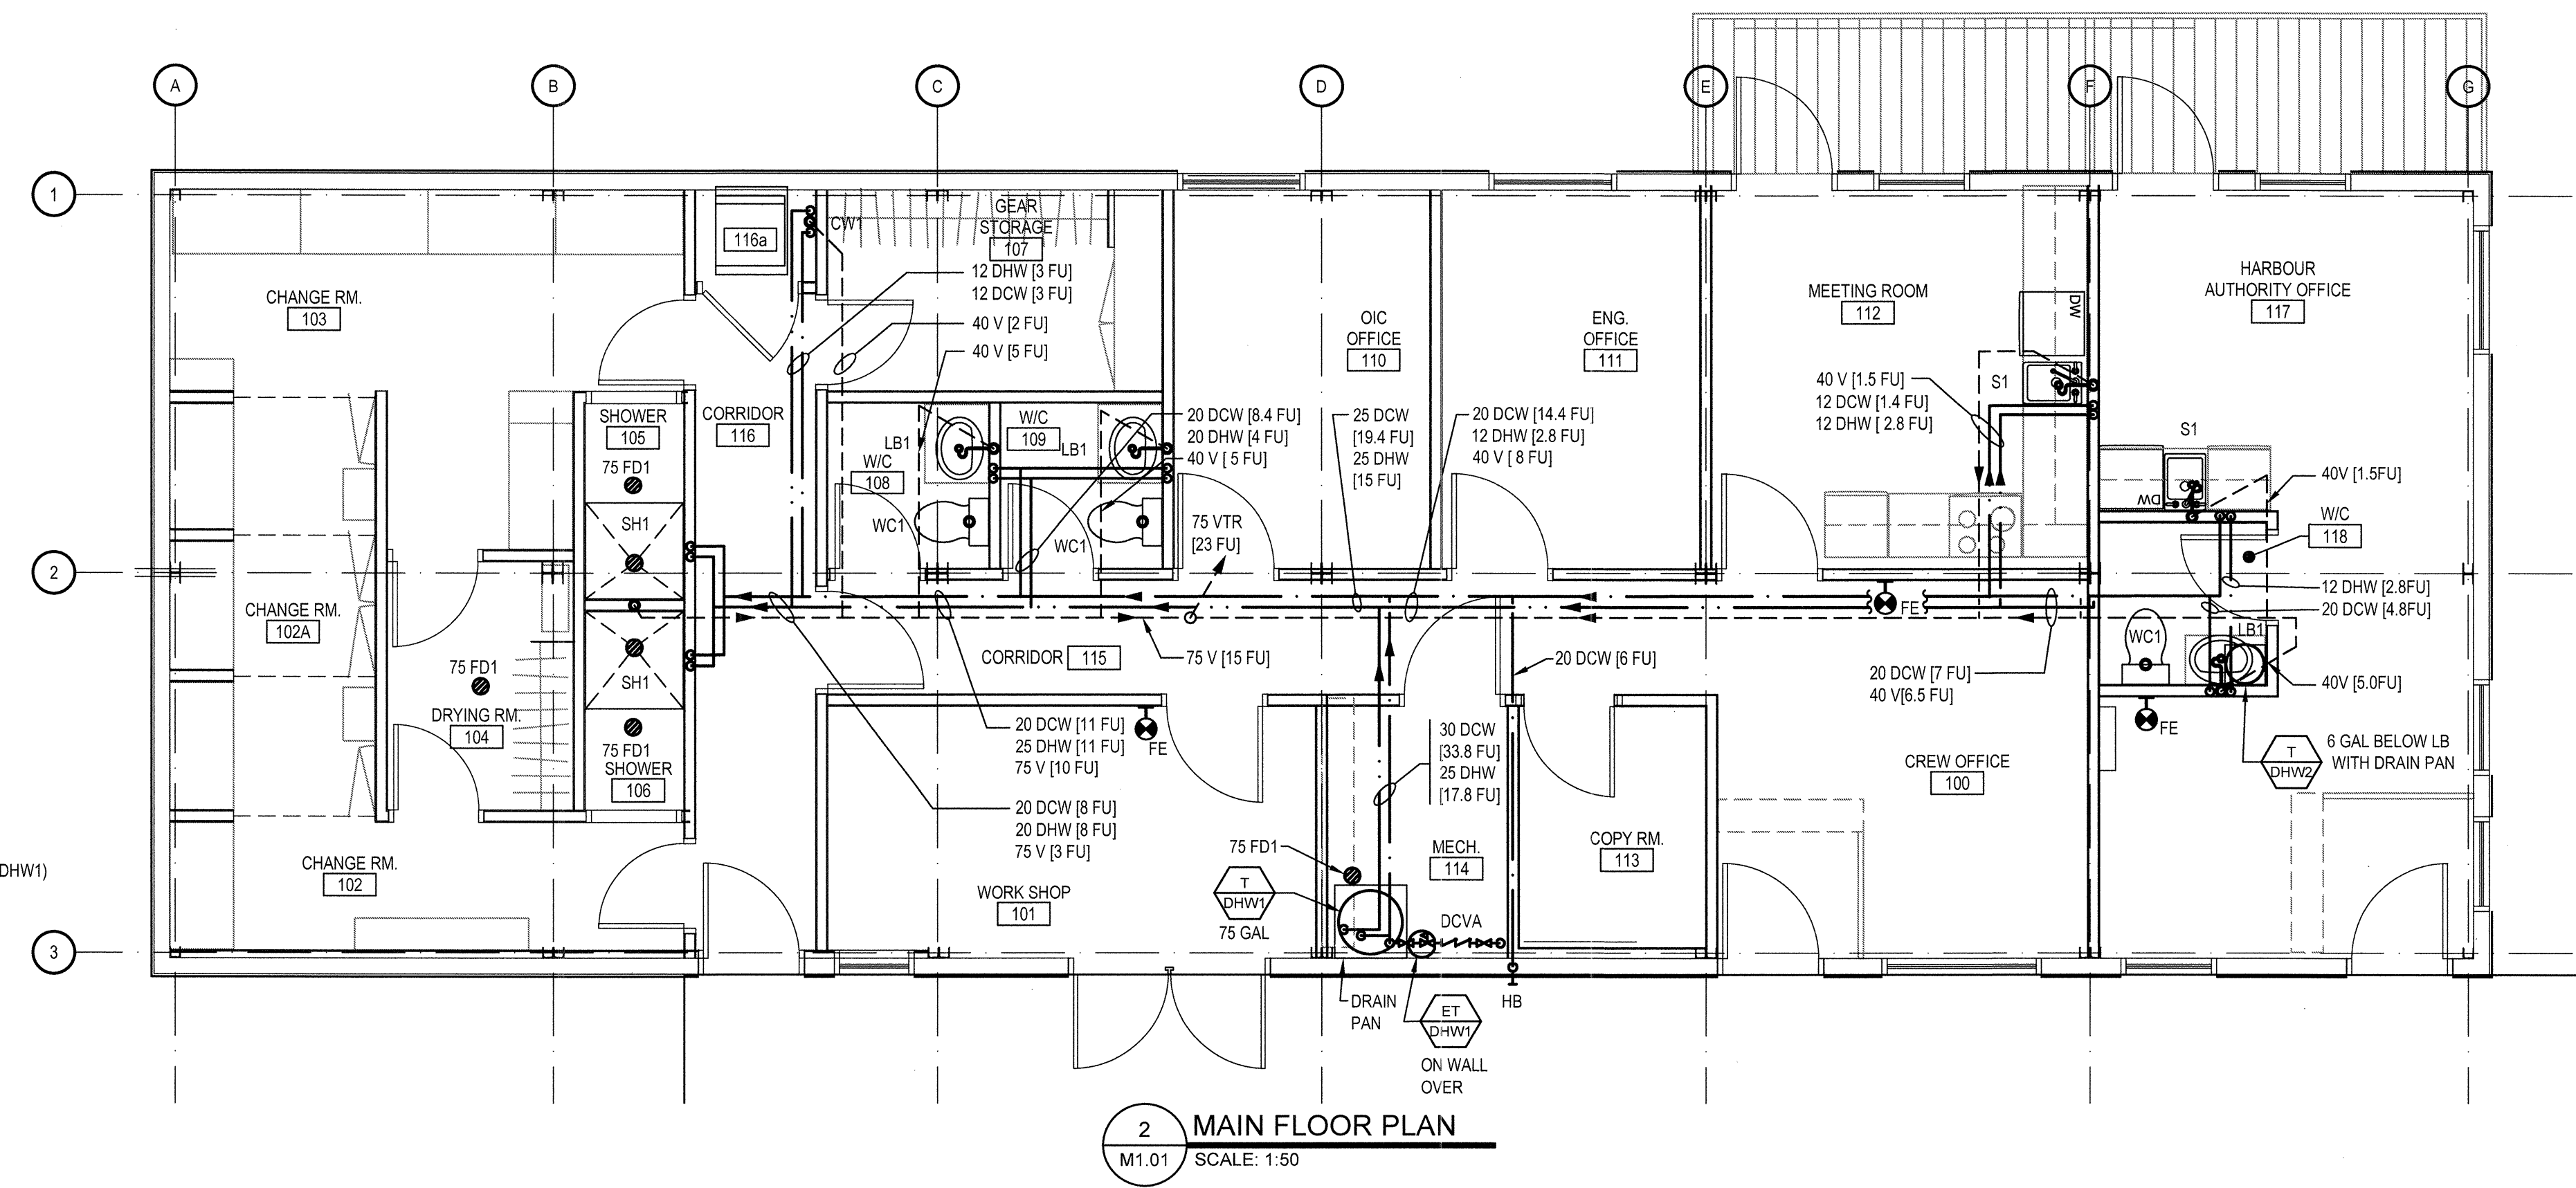 A
B
C
D
E
F
G
1
2
3
116a
CW1
GEAR
STORAGE
107
12 DHW [3 FU]
12 DCW [3 FU]
40 V [2 FU]
40 V [5 FU]
CHANGE RM.
103
OIC
OFFICE
110
ENG.
OFFICE
111
MEETING ROOM
112
DW
HARBOUR
AUTHORITY OFFICE
117
SHOWER
105
75 FD1
CORRIDOR
116
LB1
W/C
109
LB1
W/C
108
20 DCW [8.4 FU]
20 DHW [4 FU]
40 V [ 5 FU]
25 DCW
[19.4 FU]
25 DHW
[15 FU]
20 DCW [14.4 FU]
12 DHW [2.8 FU]
40 V [ 8 FU]
40 V [1.5 FU]
12 DCW [1.4 FU]
12 DHW [ 2.8 FU]
S1
S1
DW
40V [1.5FU]
W/C
118
SH1
WC1
WC1
75 VTR
[23 FU]
12 DHW [2.8FU]
20 DCW [4.8FU]
CHANGE RM.
102A
FE
WC1
LB1
75 FD1
SH1
CORRIDOR 115
75 V [15 FU]
20 DCW [6 FU]
20 DCW [7 FU]
40 V[6.5 FU]
40V [5.0FU]
DRYING RM.
104
75 FD1
SHOWER
106
20 DCW [11 FU]
25 DHW [11 FU]
75 V [10 FU]
FE
30 DCW
[33.8 FU]
25 DHW
[17.8 FU]
FE
T
DHW2
6 GAL BELOW LB
WITH DRAIN PAN
CREW OFFICE
100
20 DCW [8 FU]
20 DHW [8 FU]
75 V [3 FU]
75 FD1
MECH.
114
COPY RM.
113
DHW1)
CHANGE RM.
102
WORK SHOP
101
T
DHW1
75 GAL
DCVA
DRAIN
PAN
ET
DHW1
HB
ON WALL
OVER
2
M1.01
MAIN FLOOR PLAN
SCALE: 1:50